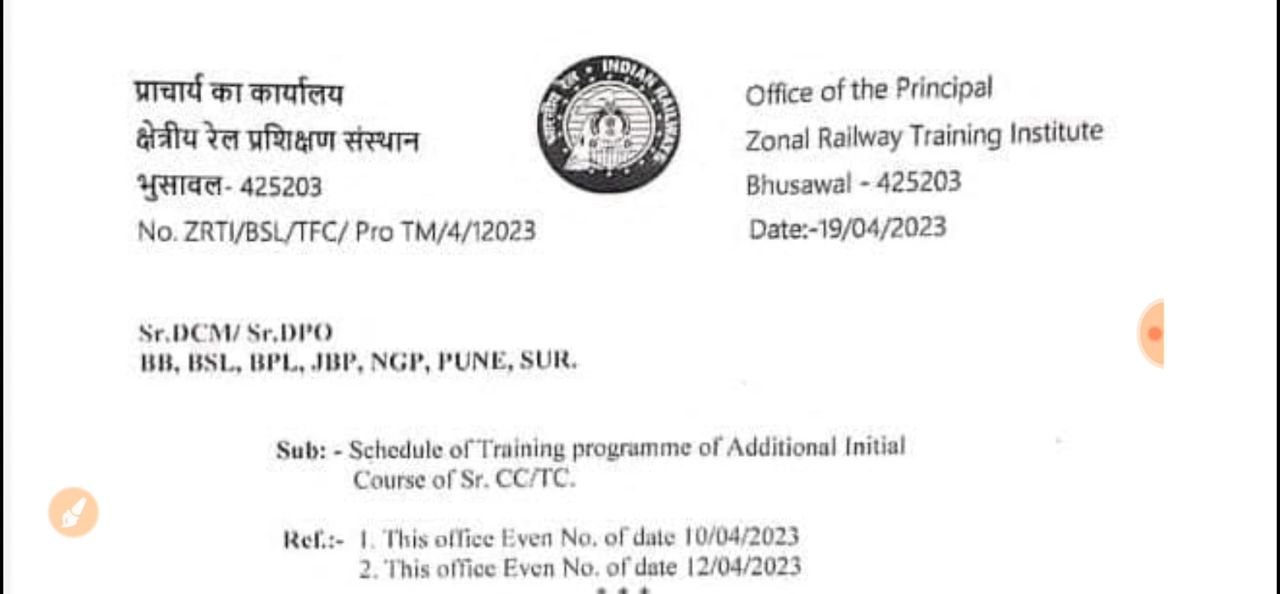 प्राचार्य का कार्यालय
क्षेत्रीय रेल प्रशिक्षण संस्थान
भुसावल- 425203
No. ZRTI/BSL/TFC/ Pro TM/4/12023
INDIAN RAILWAYS
भारतीय रेल
Office of the Principal
Zonal Railway Training Institute
Bhusawal - 425203
Date:-19/04/2023
Sr.DCM/ Sr.DPO
BB, BSL, BPL, JBP, NGP, PUNE, SUR.
Sub: - Schedule of Training programme of Additional Initial
Course of Sr. CC/TC.
Ref.:- 1. This office Even No. of date 10/04/2023
2. This office Even No. of date 12/04/2023
* * *